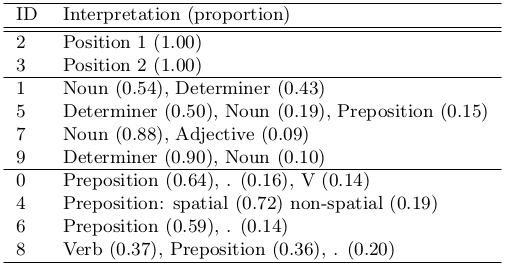 ID Interpretation (proportion)
2 Position 1 (1.00)
3 Position 2 (1.00)
1 Noun (0.54), Determiner (0.43)
5 Determiner (0.50), Noun (0.19), Preposition (0.15)
7 Noun (0.88), Adjective (0.09)
9 Determiner (0.90), Noun (0.10)
0 Preposition (0.64), . (0.16), V (0.14)
4 Preposition: spatial (0.72) non-spatial (0.19)
6 Preposition (0.59), . (0.14)
8 Verb (0.37), Preposition (0.36), . (0.20)